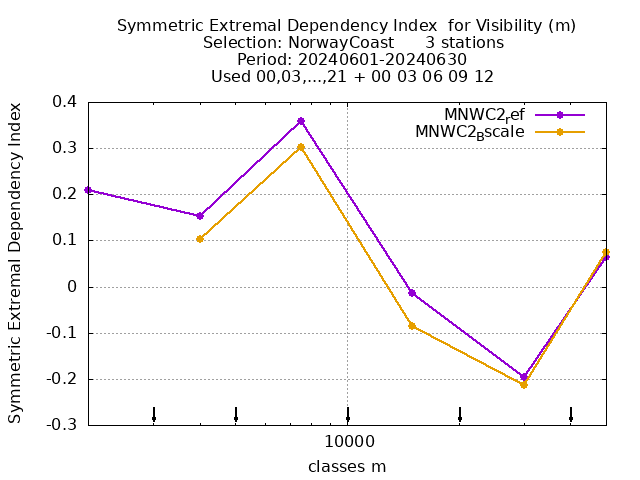 Symmetric Extremal Dependency Index  for Visibility (m)
Selection: NorwayCoast      3 stations
Period: 20240601-20240630
Used 00,03,...,21 + 00 03 06 09 12
MNWC2ref
MNWC2Bscale
Symmetric Extremal Dependency Index
0.4
0.3
0.2
0.1
0
-0.1
-0.2
-0.3
10000
classes m